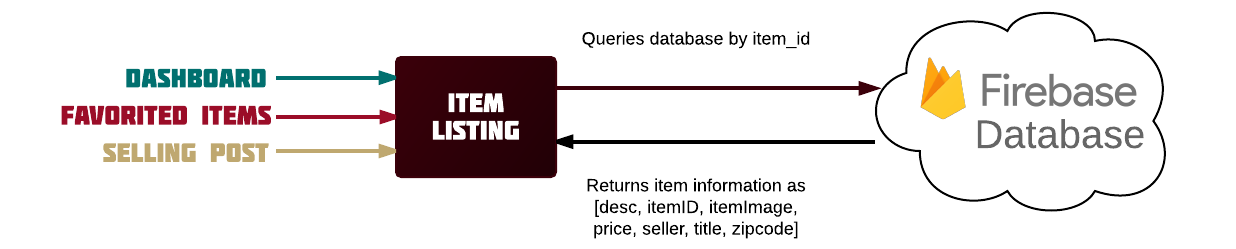 Queries database by item_id
DASHBOARD
FAVORITED ITEMS
SELLING POST
ITEM
LISTING
Firebase
Database
Returns item information as
[desc, itemID, itemImage,
price, seller, title, zipcode]